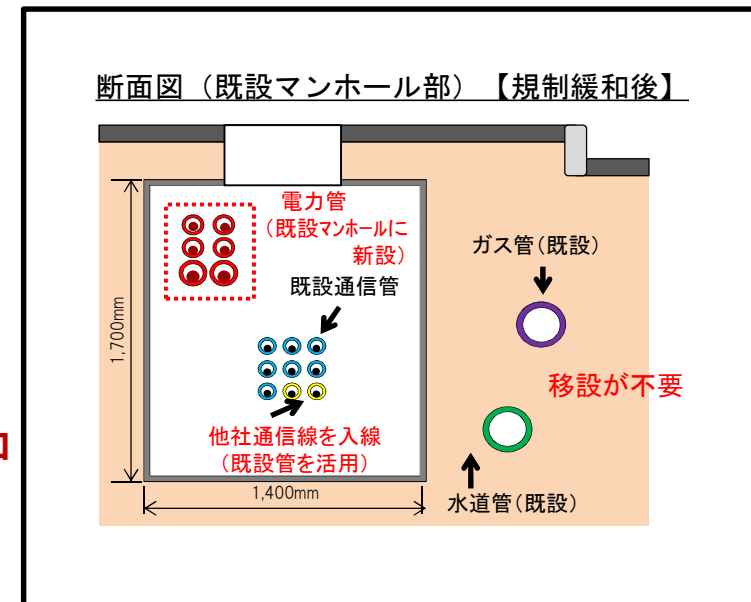 断面図（既設マンホール部）【規制緩和後】
電力管
（既設マンホールに
新設）
ガス管（既設）
既設通信管
1,700mm
移設が不要
他社通信線を入線
（既設管を活用）
1,400mm
水道管（既設）